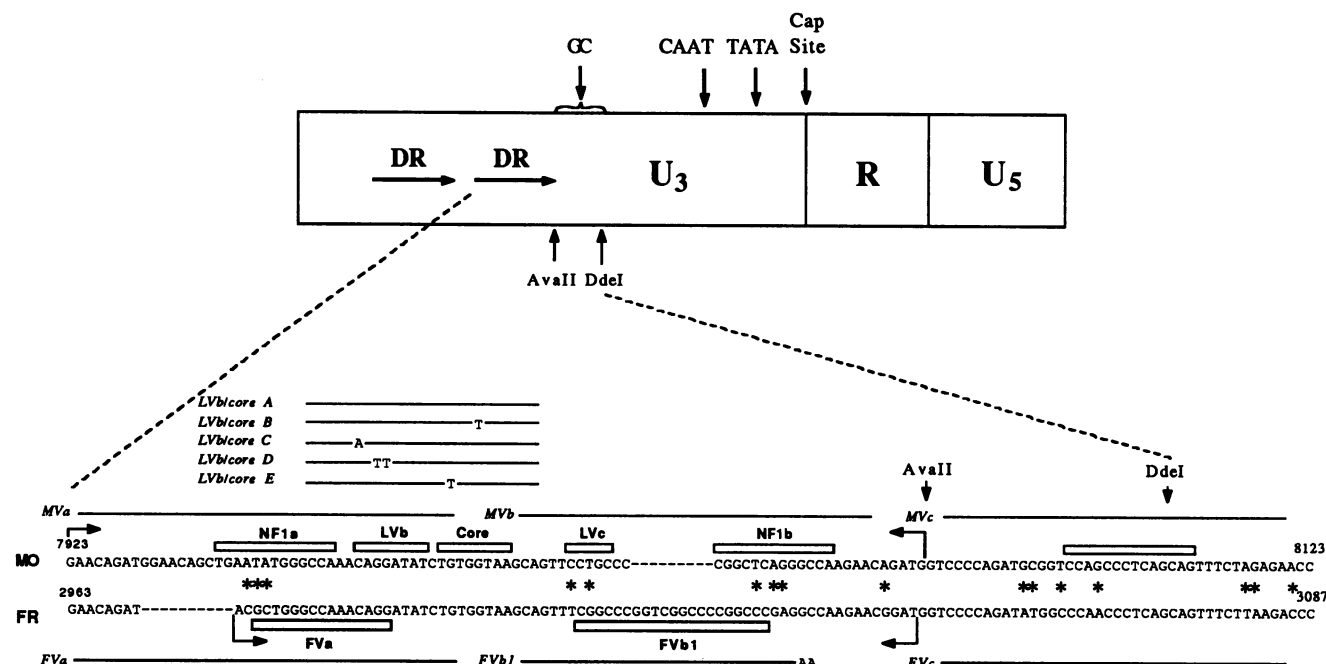 GC CAAT TATA Cap Site
DR DR U3 R U5
AvaII DdeI
LVb/core A
LVb/core B T
LVb/core C A
LVb/core D TT
LVb/core E T
AvaII DdeI
MVa MVb MVc
NF1a LVb Core LVc NF1b
7923 8123
MO GAACAGATGGAACAGCTGAATATGGGCCAAACAGGATATCTGTGGTAAGCAGTTCCTGCCC---------CGGCTCAGGGCCAAGAACAGATGGTCCCCAGATGCGGTCCAGCCCTCAGCAGTTTCTAGAGAACC
*** * * * ** * ** * * ** *
2963 3087
FR GAACAGAT----------ACGCTGGGCCAAACAGGATATCTGTGGTAAGCAGTTTCGGCCCGGTCGGCCCCGGCCCGAGGCCAAGAACGGATGGTCCCCAGATATGGCCCAACCCTCAGCAGTTTCTTAAGACCC
FVa FVb1
FVa FVb1 AA FVc